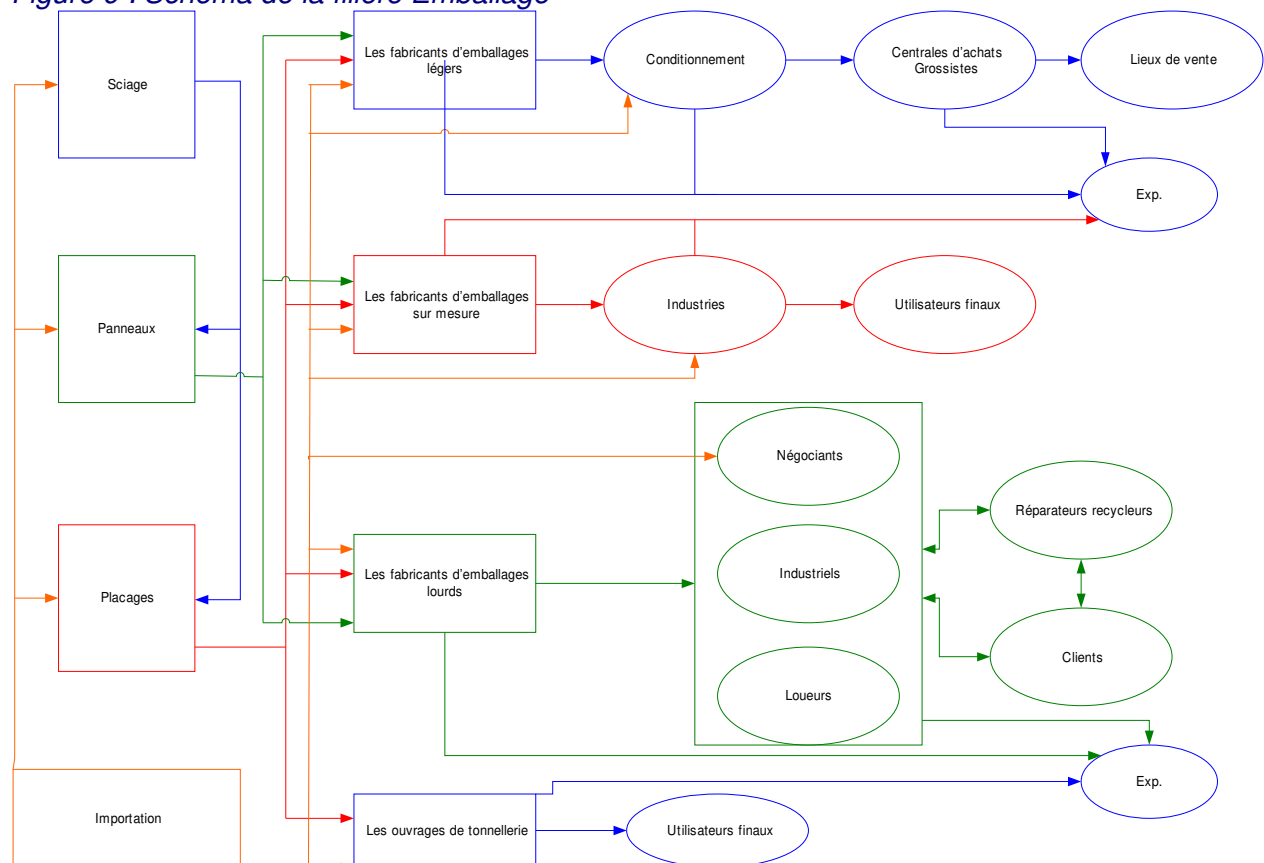 Figure 9 : Schéma de la filière Emballage
Sciage
Les fabricants d'emballages
légers
Conditionnement
Centrales d'achats
Grossistes
Lieux de vente
Exp.
Panneaux
Les fabricants d'emballages
sur mesure
Industries
Utilisateurs finaux
Négociants
Réparateurs recycleurs
Placages
Les fabricants d'emballages
lourds
Industriels
Clients
Loueurs
Exp.
Importation
Les ouvrages de tonnellerie
Utilisateurs finaux